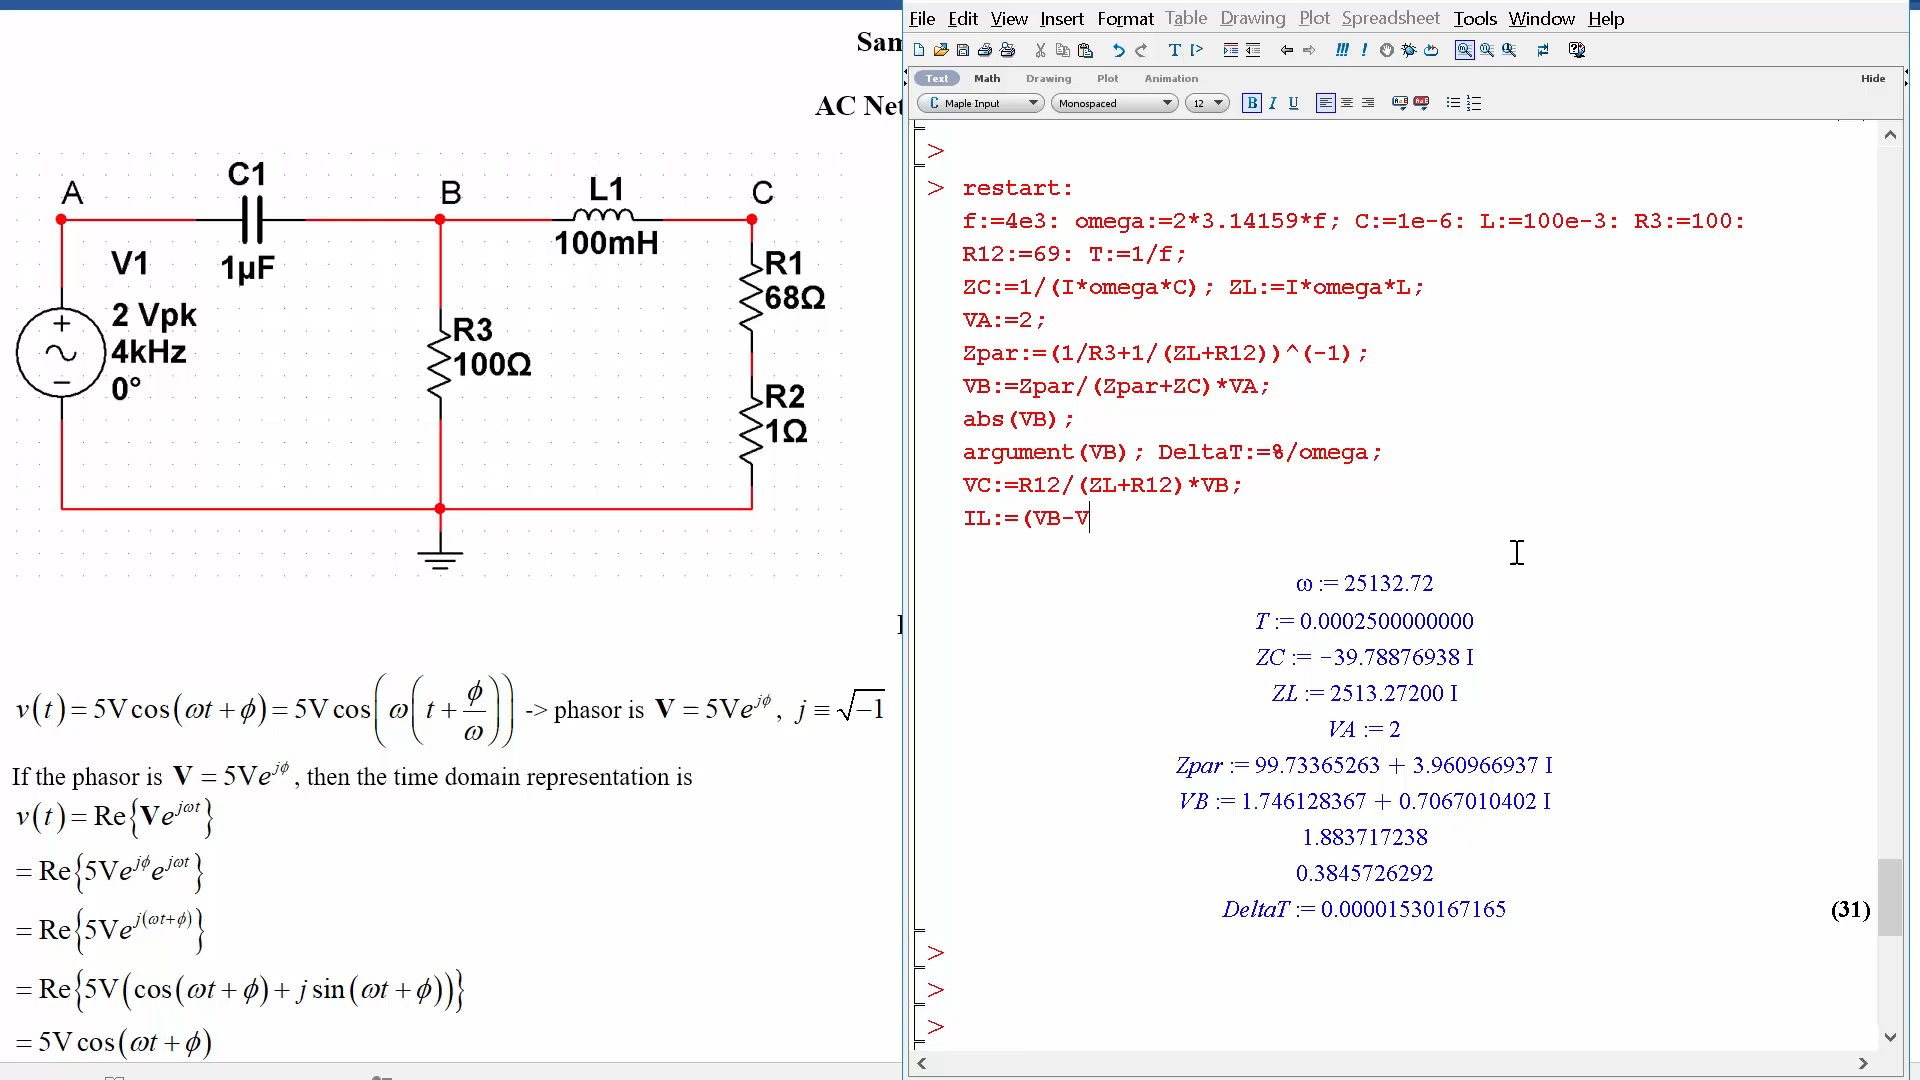 Sam
AC Net
A
C1
B
L1
C
V1
1µF
100mH
R1
68Ω
2 Vpk
4kHz
0°
R3
100Ω
R2
1Ω
v(t) = 5V cos(ωt + ϕ) = 5V cos(ω(t + ϕ/ω)) -> phasor is V = 5Ve^{jϕ}, j ≡ √−1
If the phasor is V = 5Ve^{jϕ}, then the time domain representation is
v(t) = Re{Ve^{jωt}}
= Re{5Ve^{jϕ}e^{jωt}}
= Re{5Ve^{j(ωt+ϕ)}}
= Re{5V(cos(ωt + ϕ) + j sin(ωt + ϕ))}
= 5V cos(ωt + ϕ)
File Edit View Insert Format Table Drawing Plot Spreadsheet Tools Window Help
Text Math Drawing Plot Animation Hide
C Maple Input Monospaced 12 B I U
>
> restart:
f:=4e3: omega:=2*3.14159*f; C:=1e-6: L:=100e-3: R3:=100:
R12:=69: T:=1/f;
ZC:=1/(I*omega*C); ZL:=I*omega*L;
VA:=2;
Zpar:=(1/R3+1/(ZL+R12))^(-1);
VB:=Zpar/(Zpar+ZC)*VA;
abs(VB);
argument(VB); DeltaT:=%/omega;
VC:=R12/(ZL+R12)*VB;
IL:=(VB-V
ω := 25132.72
T := 0.0002500000000
ZC := −39.78876938 I
ZL := 2513.27200 I
VA := 2
Zpar := 99.73365263 + 3.960966937 I
VB := 1.746128367 + 0.7067010402 I
1.883717238
0.3845726292
DeltaT := 0.00001530167165
(31)
>
>
>